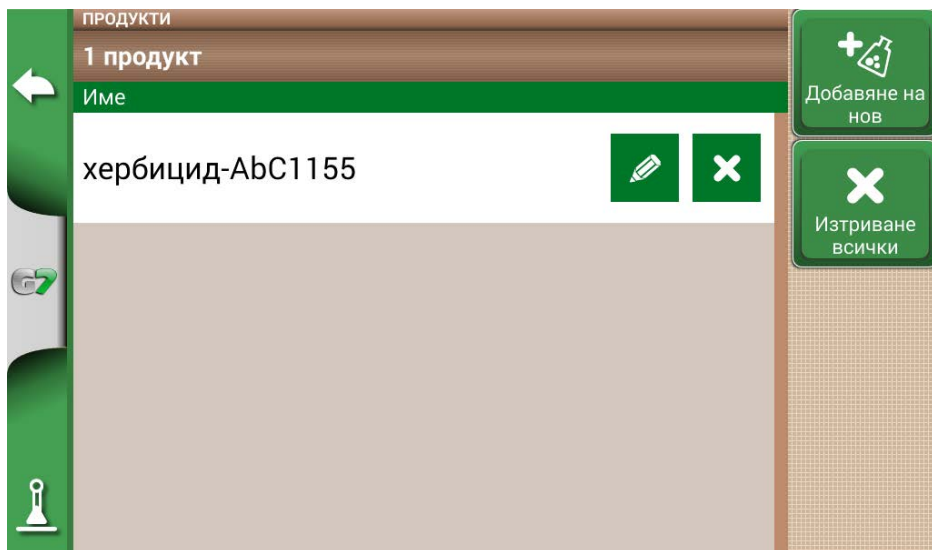 ПРОДУКТИ
1 продукт
Име
хербицид-AbC1155
Добавяне на
нов
Изтриване
всички
G7